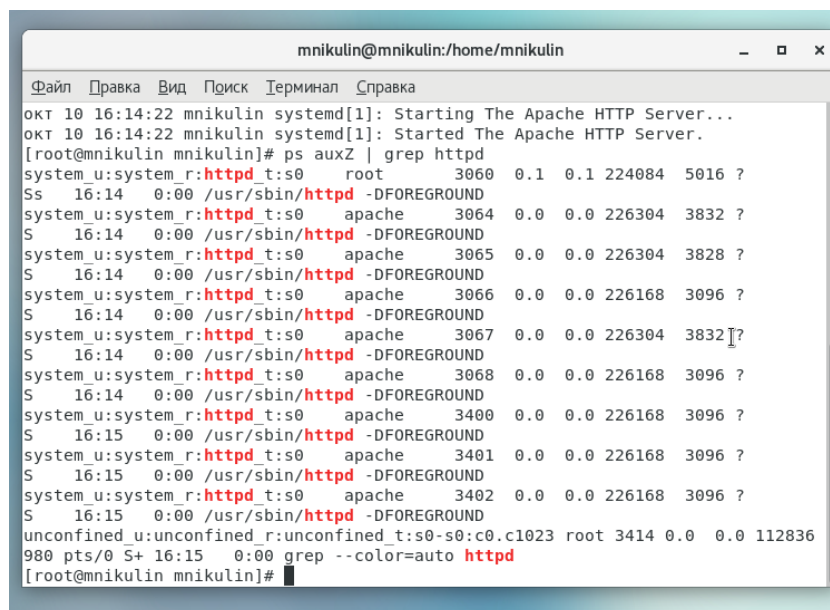 mnikulin@mnikulin:/home/mnikulin
Файл Правка Вид Поиск Терминал Справка
окт 10 16:14:22 mnikulin systemd[1]: Starting The Apache HTTP Server...
окт 10 16:14:22 mnikulin systemd[1]: Started The Apache HTTP Server.
[root@mnikulin mnikulin]# ps auxZ | grep httpd
system_u:system_r:httpd_t:s0    root       3060  0.1  0.1 224084  5016 ?
Ss   16:14   0:00 /usr/sbin/httpd -DFOREGROUND
system_u:system_r:httpd_t:s0    apache     3064  0.0  0.0 226304  3832 ?
S    16:14   0:00 /usr/sbin/httpd -DFOREGROUND
system_u:system_r:httpd_t:s0    apache     3065  0.0  0.0 226304  3828 ?
S    16:14   0:00 /usr/sbin/httpd -DFOREGROUND
system_u:system_r:httpd_t:s0    apache     3066  0.0  0.0 226168  3096 ?
S    16:14   0:00 /usr/sbin/httpd -DFOREGROUND
system_u:system_r:httpd_t:s0    apache     3067  0.0  0.0 226304  3832 ?
S    16:14   0:00 /usr/sbin/httpd -DFOREGROUND
system_u:system_r:httpd_t:s0    apache     3068  0.0  0.0 226168  3096 ?
S    16:14   0:00 /usr/sbin/httpd -DFOREGROUND
system_u:system_r:httpd_t:s0    apache     3400  0.0  0.0 226168  3096 ?
S    16:15   0:00 /usr/sbin/httpd -DFOREGROUND
system_u:system_r:httpd_t:s0    apache     3401  0.0  0.0 226168  3096 ?
S    16:15   0:00 /usr/sbin/httpd -DFOREGROUND
system_u:system_r:httpd_t:s0    apache     3402  0.0  0.0 226168  3096 ?
S    16:15   0:00 /usr/sbin/httpd -DFOREGROUND
unconfined_u:unconfined_r:unconfined_t:s0-s0:c0.c1023 root 3414 0.0  0.0 112836
980 pts/0 S+ 16:15   0:00 grep --color=auto httpd
[root@mnikulin mnikulin]#